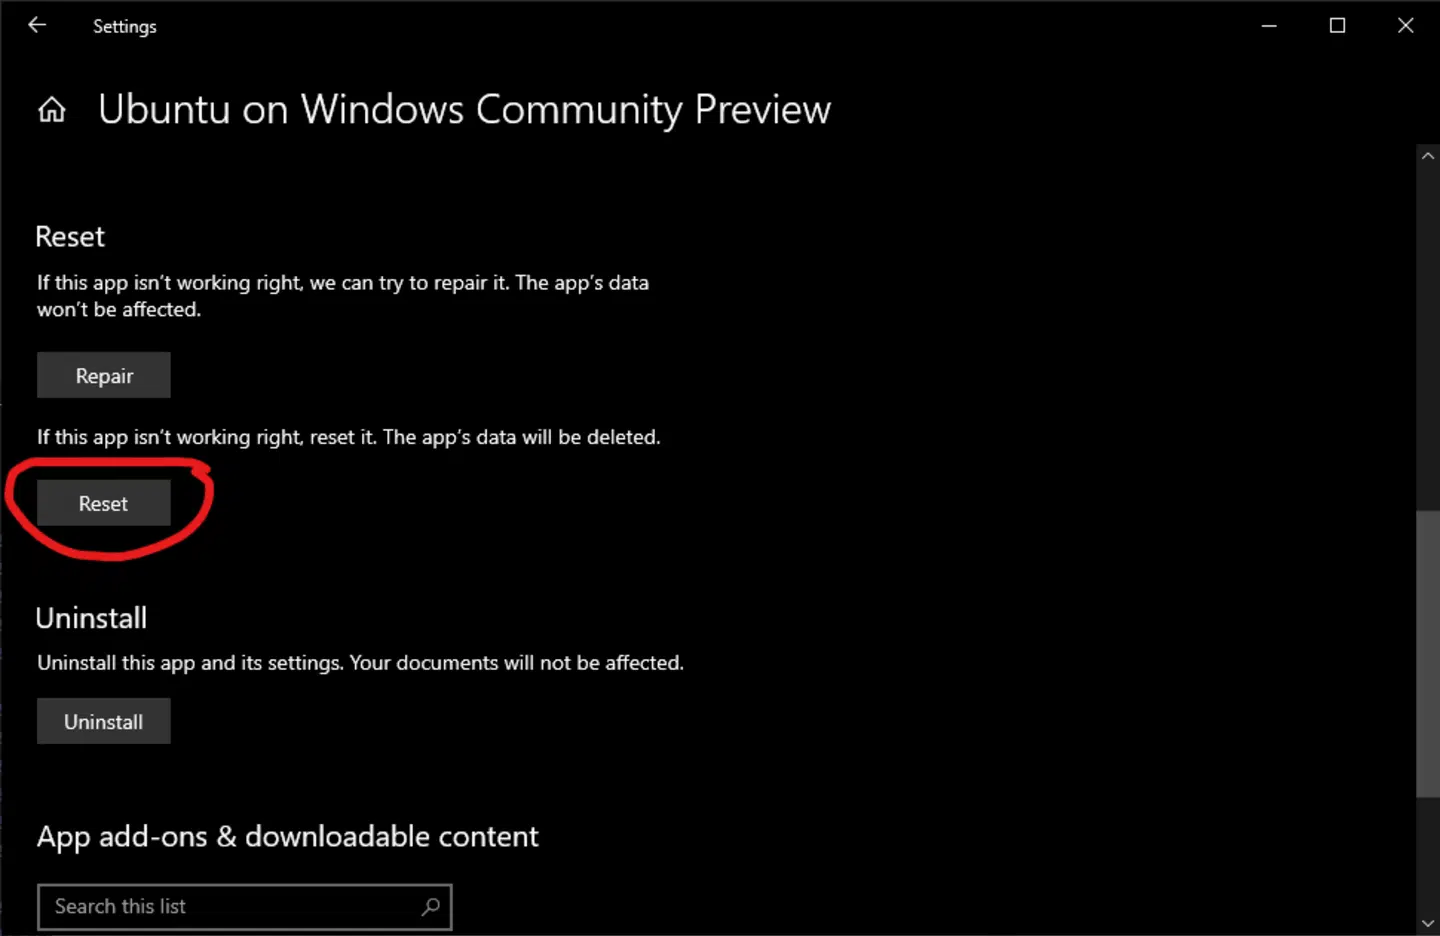 Settings
Ubuntu on Windows Community Preview
Reset
If this app isn’t working right, we can try to repair it. The app’s data
won’t be affected.
Repair
If this app isn’t working right, reset it. The app’s data will be deleted.
Reset
Uninstall
Uninstall this app and its settings. Your documents will not be affected.
Uninstall
App add-ons & downloadable content
Search this list